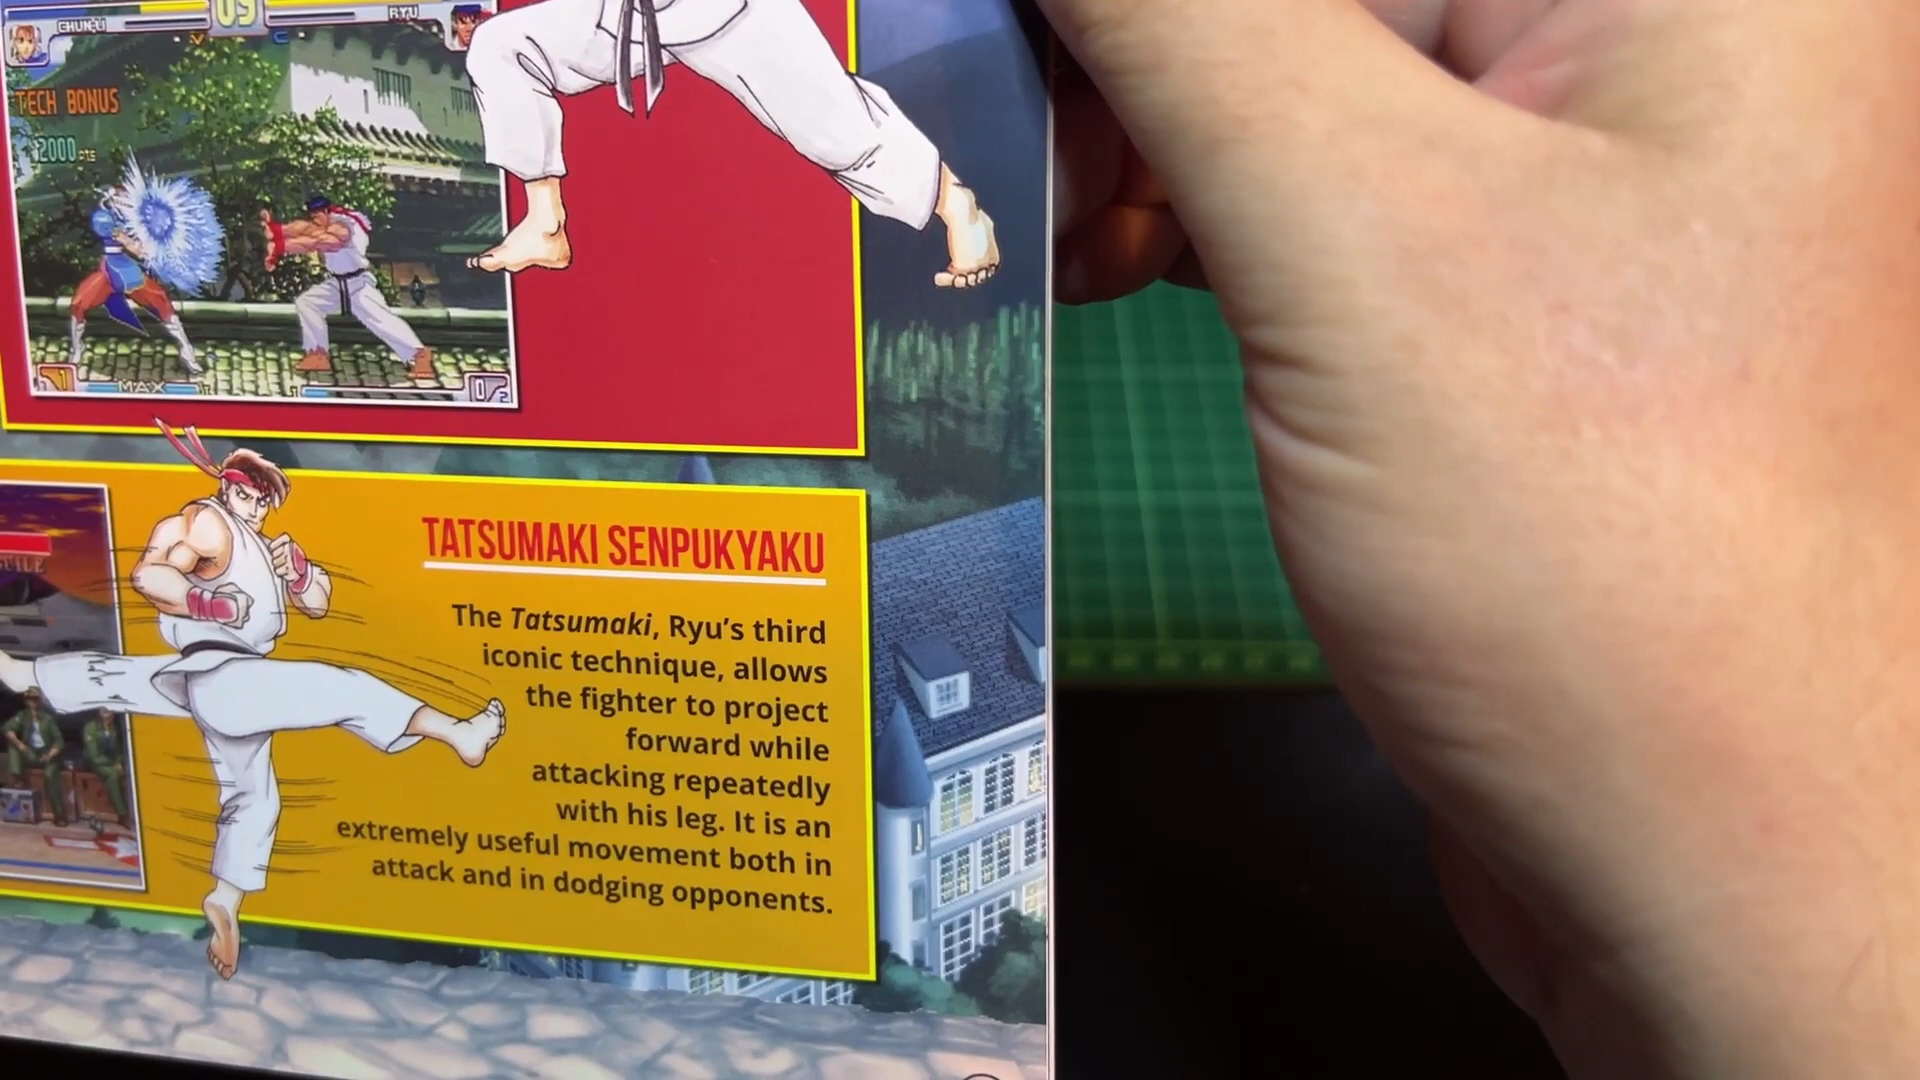 CHUN-LI
09
RYU
TECH BONUS
2000 pts
MAX
GUILE
TATSUMAKI SENPUKYAKU
The Tatsumaki, Ryu's third
iconic technique, allows
the fighter to project
forward while
attacking repeatedly
with his leg. It is an
extremely useful movement both in
attack and in dodging opponents.